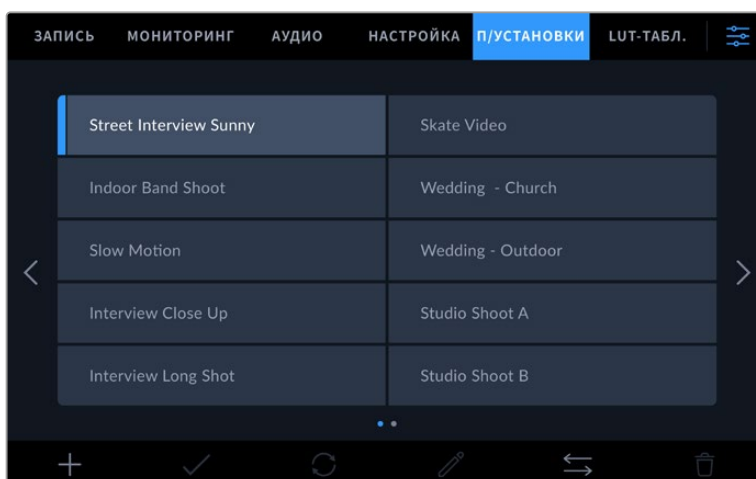 ЗАПИСЬ МОНИТОРИНГ АУДИО НАСТРОЙКА П/УСТАНОВКИ LUT-ТАБЛ.
Street Interview Sunny Skate Video
Indoor Band Shoot Wedding - Church
Slow Motion Wedding - Outdoor
Interview Close Up Studio Shoot A
Interview Long Shot Studio Shoot B